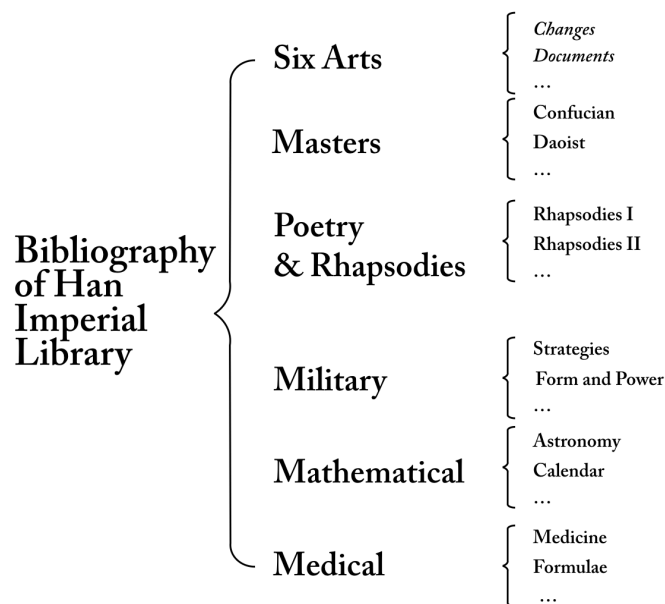 Bibliography
of Han
Imperial
Library
Six Arts
Changes
Documents
...
Masters
Confucian
Daoist
...
Poetry
& Rhapsodies
Rhapsodies I
Rhapsodies II
...
Military
Strategies
Form and Power
...
Mathematical
Astronomy
Calendar
...
Medical
Medicine
Formulae
...